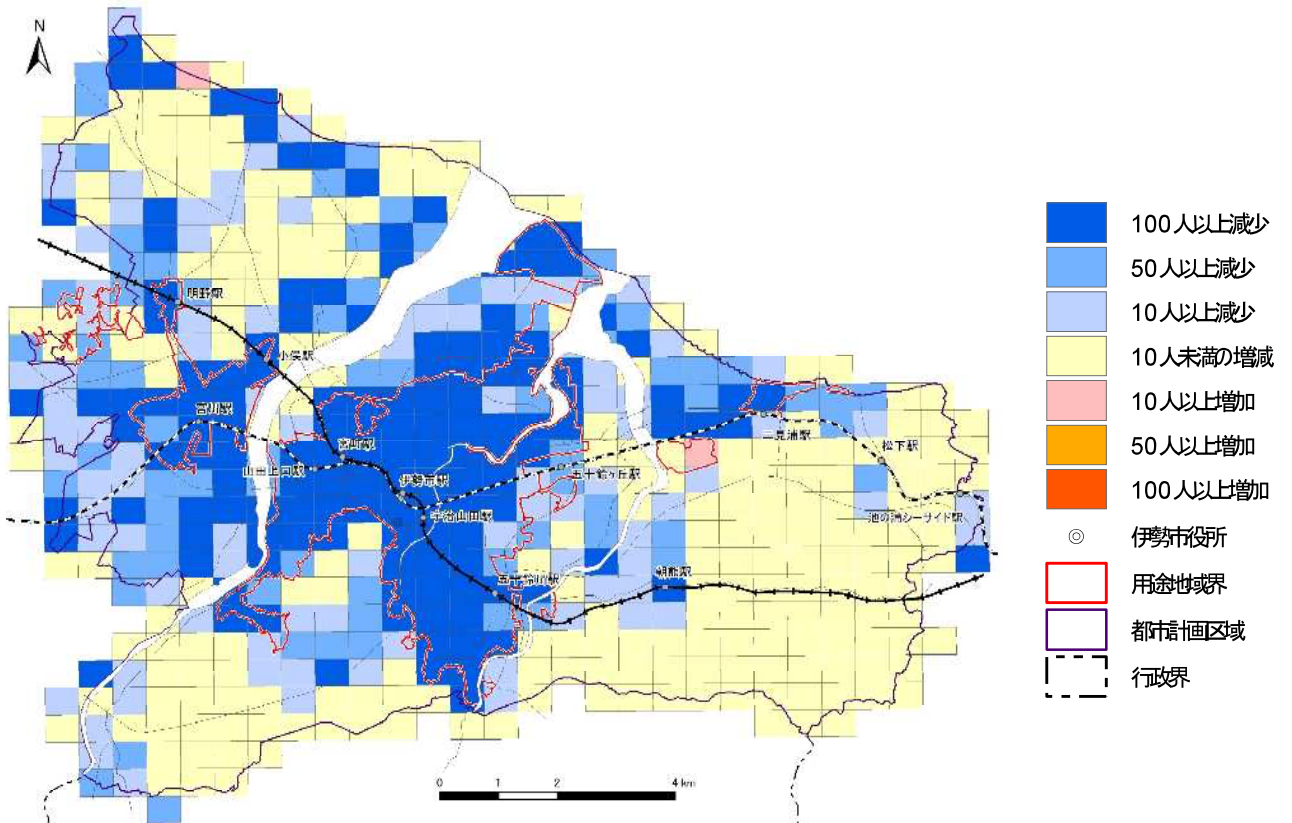 N
明野駅
小俣駅
宮川駅
宮町駅
山田上口駅
伊勢市駅
宇治山田駅
五十鈴ヶ丘駅
二見浦駅
松下駅
池の浦シーサイド駅
五十鈴川駅
朝熊駅
0 1 2 4 km
100人以上減少
50人以上減少
10人以上減少
10人未満の増減
10人以上増加
50人以上増加
100人以上増加
伊勢市役所
用途地域界
都市計画区域
行政界